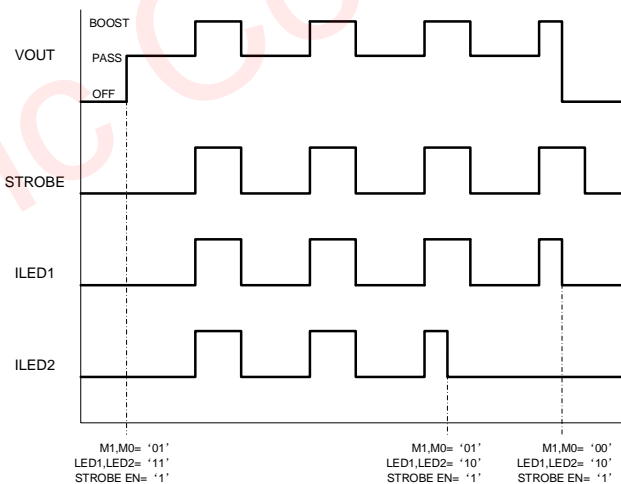 BOOST
VOUT
PASS
OFF
STROBE
ILED1
ILED2
M1,M0= ‘01’
LED1,LED2= ‘11’
STROBE EN= ‘1’
M1,M0= ‘01’
LED1,LED2= ‘10’
STROBE EN= ‘1’
M1,M0= ‘00’
LED1,LED2= ‘10’
STROBE EN= ‘1’